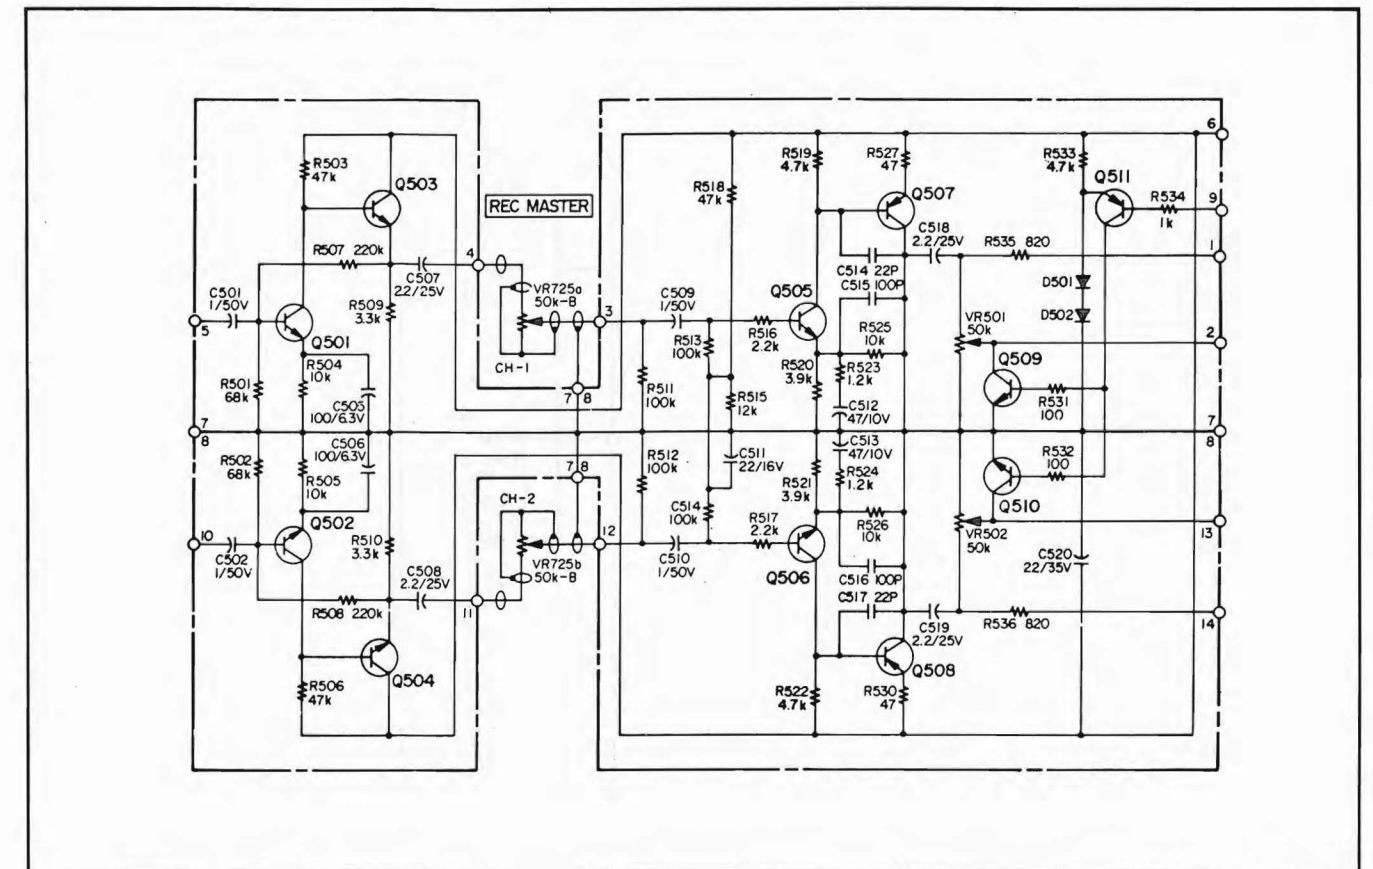 6
R503
47k
Q503
R519
4.7k
R527
47
R533
4.7k
Q511
R518
47k
REC MASTER
Q507
R534
1k
9
R507 220k
4
C518
2.2/25V
R535 820
1
C507
2.2/25V
C514 22P
C515 100P
D501
C501
1/50V
R509
3.3k
VR725a
50k-B
3
C509
1/50V
Q505
D502
5
Q501
R516
2.2k
R525
10k
VR501
50k
2
R513
100k
Q509
R504
10k
CH-1
R520
3.9k
R523
1.2k
R501
68k
7 8
R511
100k
R515
12k
R531
100
C505
100/6.3V
C512
47/10V
7
8
7
8
C506
100/6.3V
C513
47/10V
R502
68k
R512
100k
C511
22/16V
R532
100
7 8
R524
1.2k
R505
10k
R521
3.9k
CH-2
C514
100k
Q510
10
Q502
12
R517
2.2k
R526
10k
13
R510
3.3k
VR502
50k
C502
1/50V
VR725b
50k-B
C510
1/50V
C520
22/35V
C508
2.2/25V
Q506
C516 100P
C517 22P
R508 220k
11
C519
2.2/25V
R536 820
14
Q504
Q508
R506
47k
R522
4.7k
R530
47